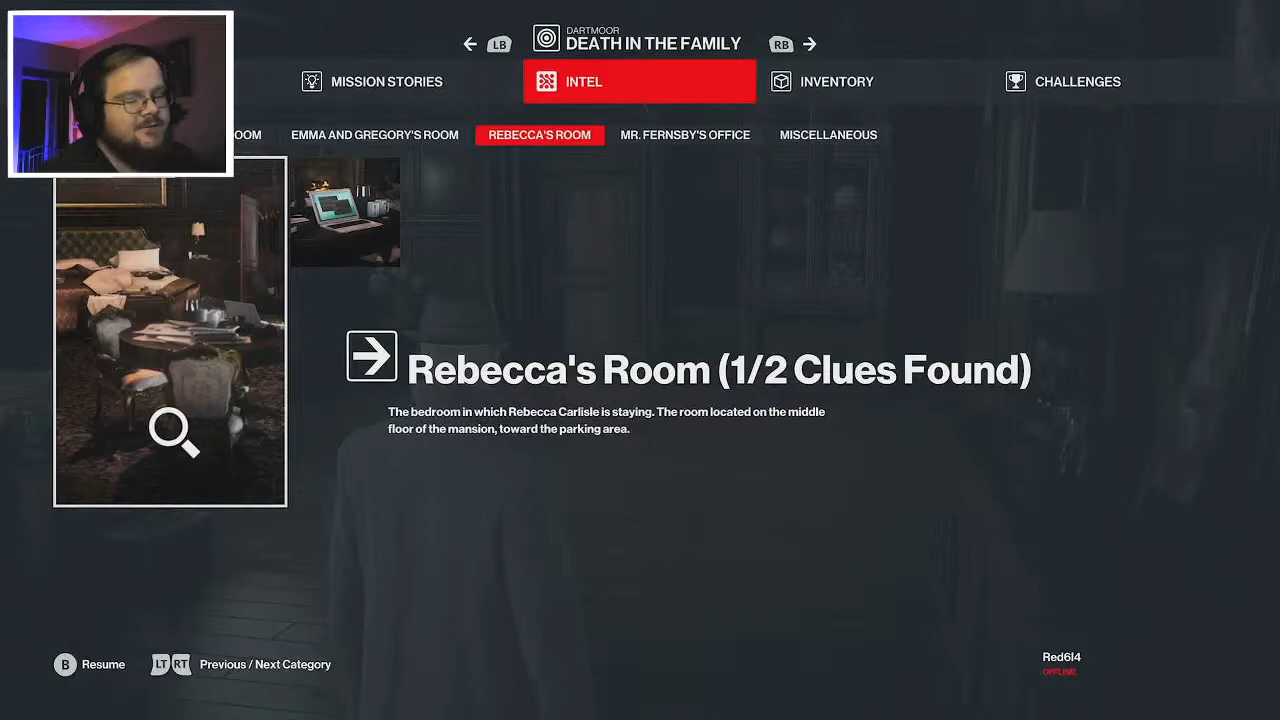 LB
DARTMOOR
DEATH IN THE FAMILY
RB
MISSION STORIES
INTEL
INVENTORY
CHALLENGES
OOM
EMMA AND GREGORY'S ROOM
REBECCA'S ROOM
MR. FERNSBY'S OFFICE
MISCELLANEOUS
Rebecca's Room (1/2 Clues Found)
The bedroom in which Rebecca Carlisle is staying. The room located on the middle
floor of the mansion, toward the parking area.
B Resume
LT RT Previous / Next Category
Red6l4
OFFLINE